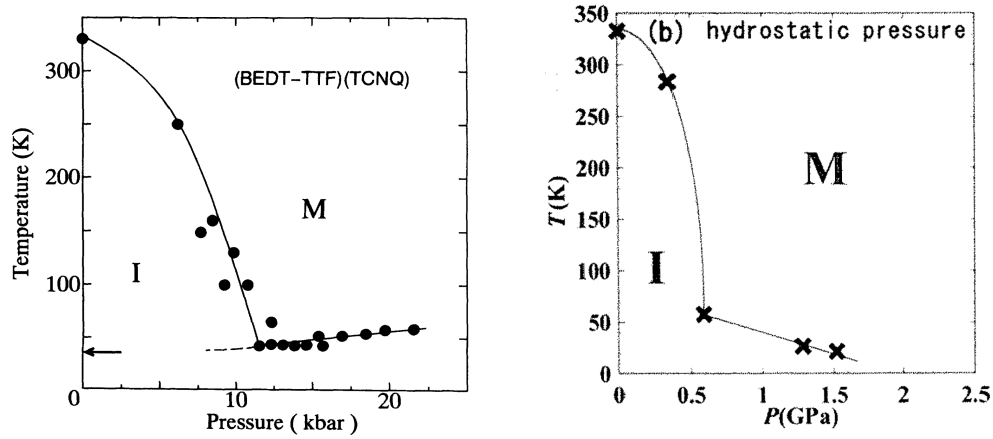 300
200
100
0
0
10
20
Temperature (K)
Pressure ( kbar )
(BEDT-TTF)(TCNQ)
I
M
350
300
250
200
150
100
50
0
0
0.5
1
1.5
2
2.5
T(K)
P(GPa)
(b) hydrostatic pressure
I
M